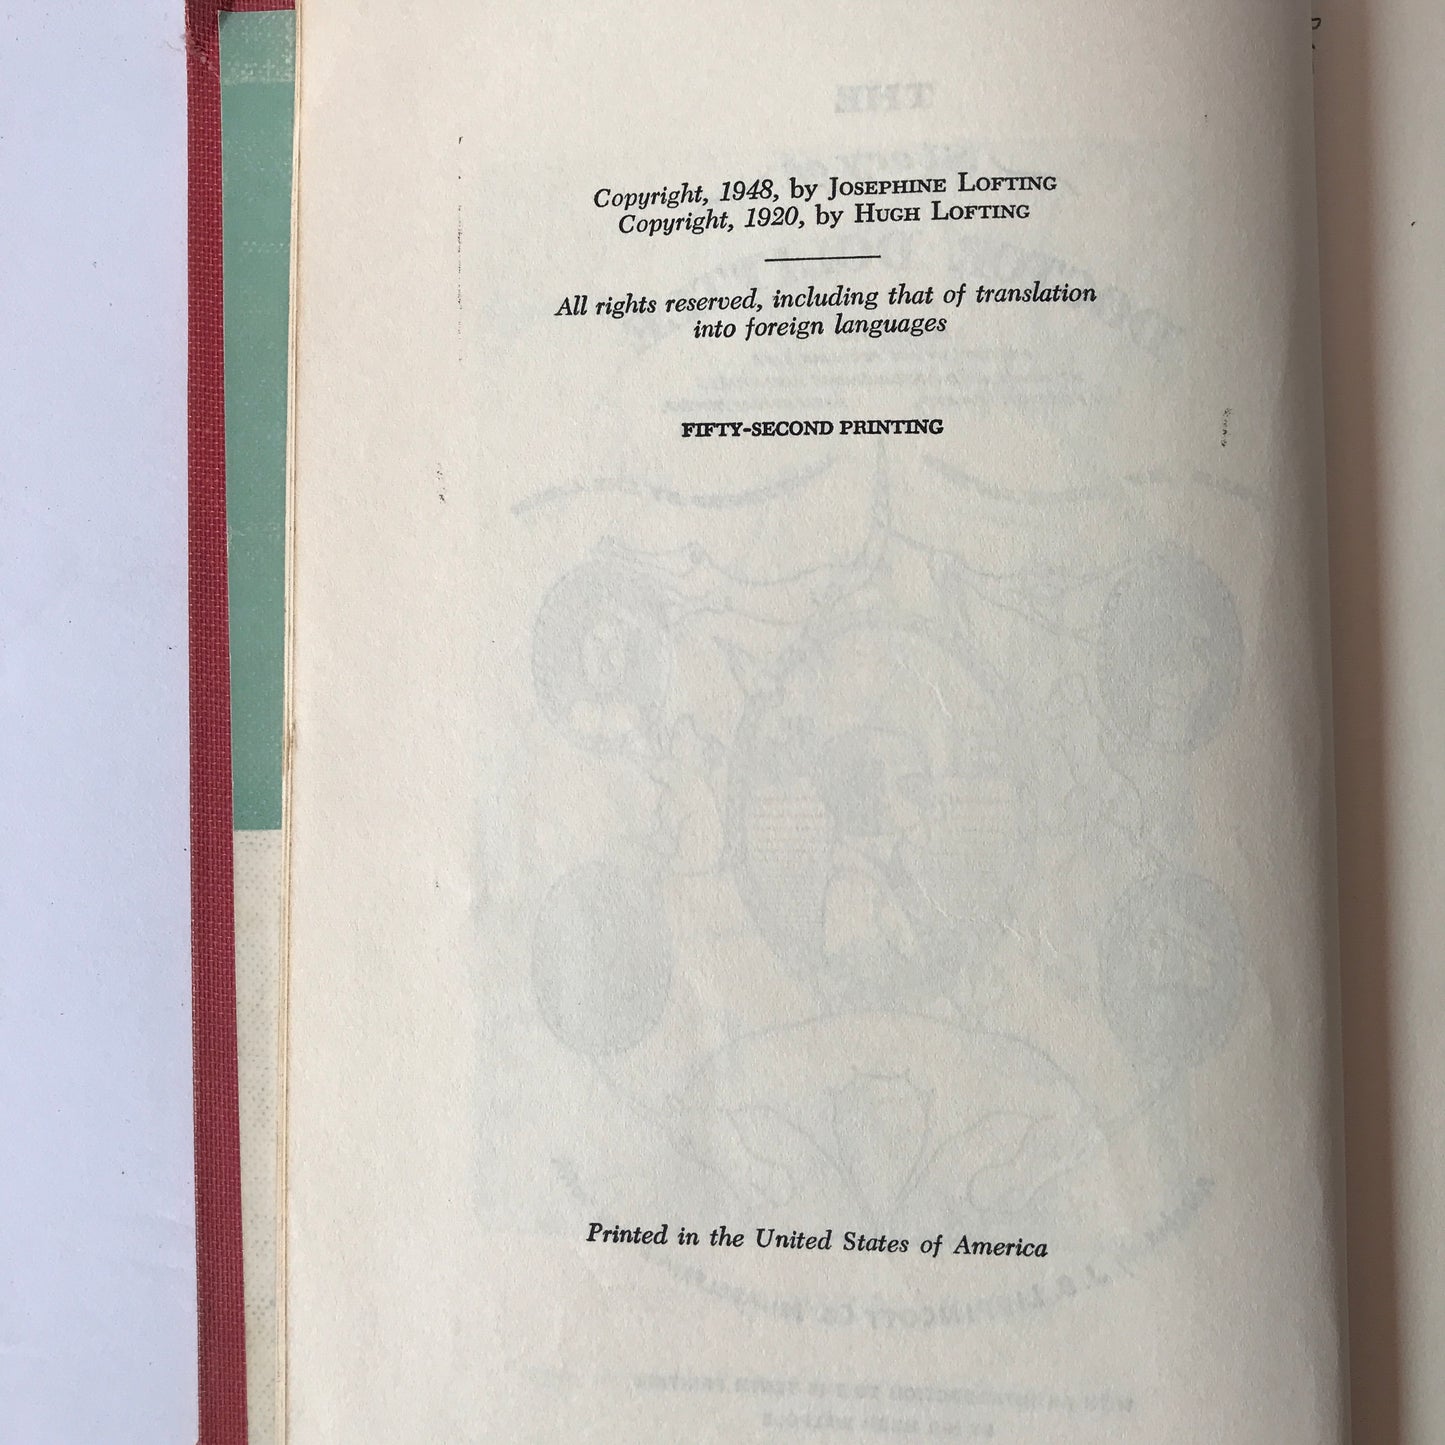 Copyright, 1948, by JOSEPHINE LOFTING
Copyright, 1920, by HUGH LOFTING
All rights reserved, including that of translation
into foreign languages
FIFTY-SECOND PRINTING
Printed in the United States of America